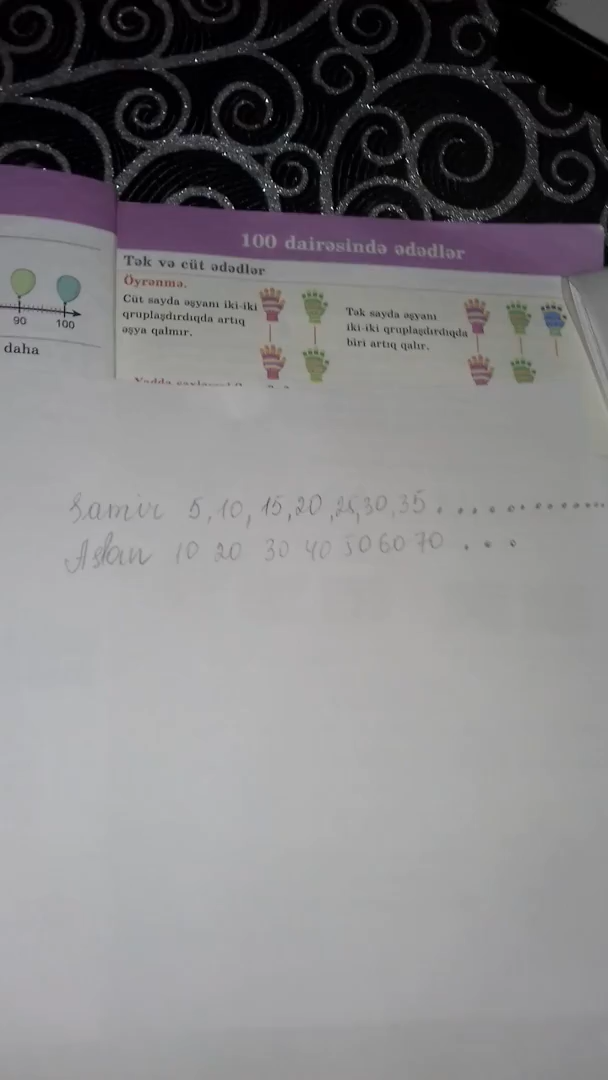 100 dairəsində ədədlər
Tək və cüt ədədlər
Öyrənmə.
Cüt sayda əşyanı iki-iki
qruplaşdırdıqda artıq
əşya qalmır.
Tək sayda əşyanı
iki-iki qruplaşdırdıqda
biri artıq qalır.
90 100
daha
Samir 5, 10, 15, 20, 25, 30, 35 . . . . . . . . . . . . .
Aslan 10 20 30 40 50 60 70 . . .